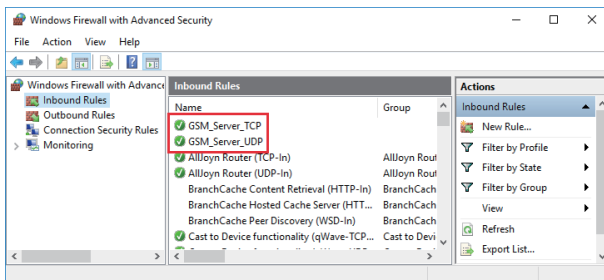 Windows Firewall with Advanced Security
File Action View Help
Windows Firewall with Advance
Inbound Rules
Outbound Rules
Connection Security Rules
Monitoring
Inbound Rules
Name Group
GSM_Server_TCP
GSM_Server_UDP
AllJoyn Router (TCP-In) AllJoyn Rout
AllJoyn Router (UDP-In) AllJoyn Rout
BranchCache Content Retrieval (HTTP-In) BranchCach
BranchCache Hosted Cache Server (HTT... BranchCach
BranchCache Peer Discovery (WSD-In) BranchCach
Cast to Device functionality (qWave-TCP... Cast to Devi
Actions
Inbound Rules
New Rule...
Filter by Profile
Filter by State
Filter by Group
View
Refresh
Export List...